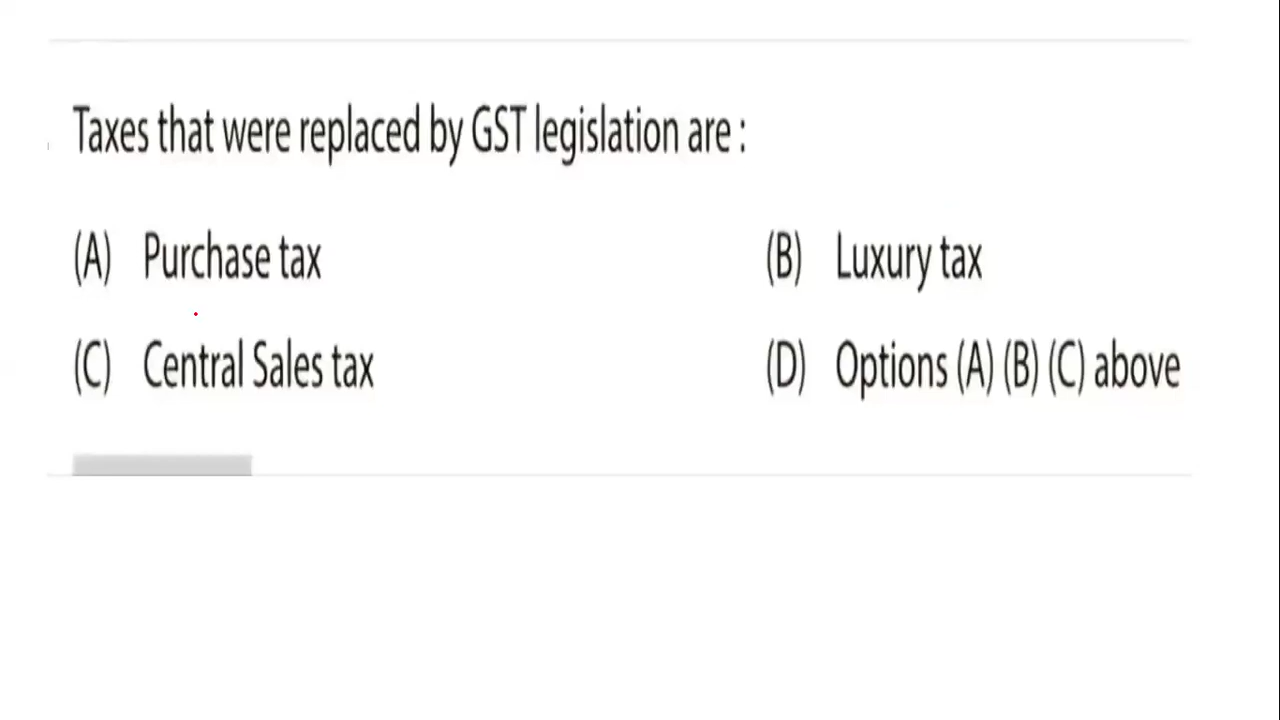 Taxes that were replaced by GST legislation are :
(A) Purchase tax
(B) Luxury tax
(C) Central Sales tax
(D) Options (A) (B) (C) above